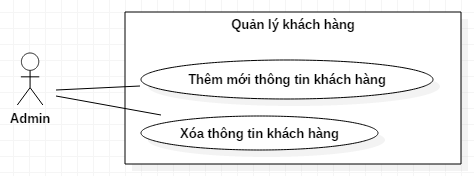 Quản lý khách hàng
Thêm mới thông tin khách hàng
Admin
Xóa thông tin khách hàng